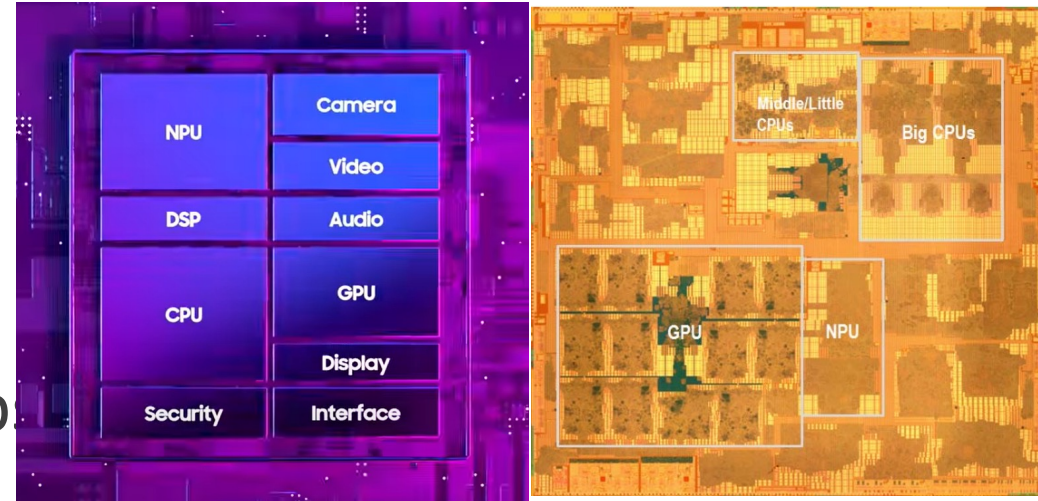 NPU
Camera
Video
DSP
Audio
CPU
GPU
Display
Security
Interface
Middle/Little
CPUs
Big CPUs
GPU
NPU